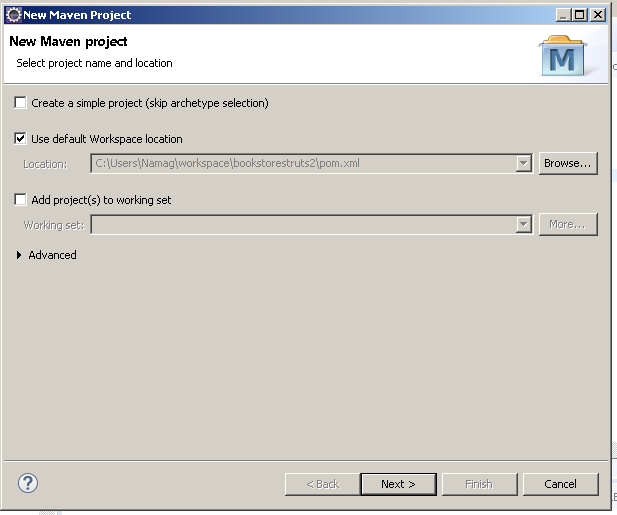 New Maven Project
New Maven project
Select project name and location
M
Create a simple project (skip archetype selection)
Use default Workspace location
Location: C:\Users\Namag\workspace\bookstorestruts2\pom.xml Browse...
Add project(s) to working set
Working set: More...
Advanced
? < Back Next > Finish Cancel